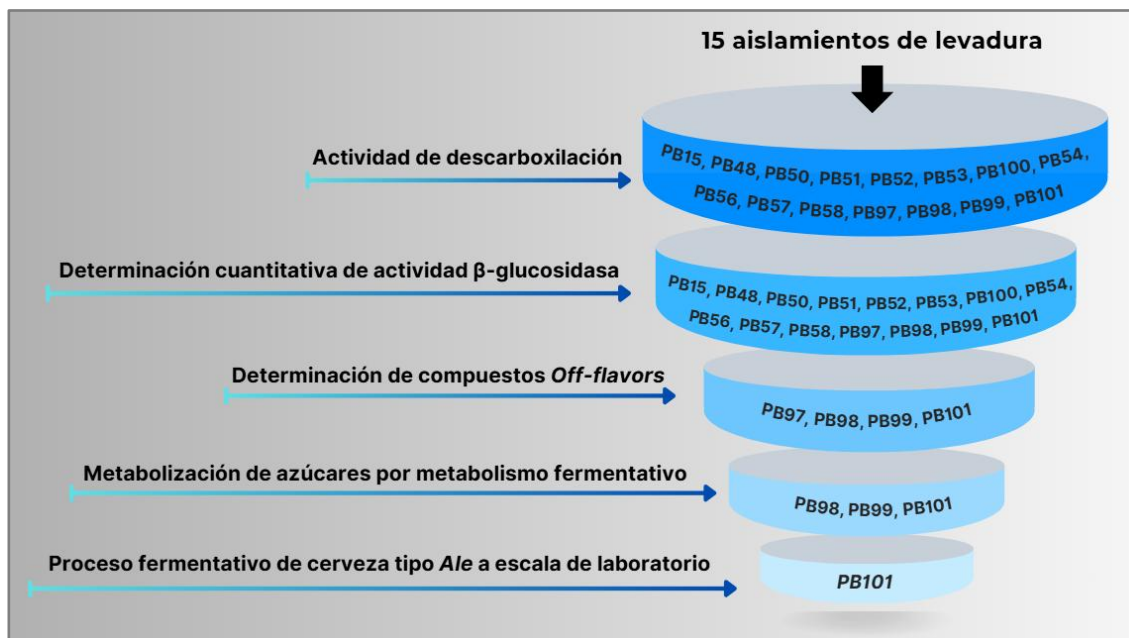 15 aislamientos de levadura
Actividad de descarboxilación
PB15, PB48, PB50, PB51, PB52, PB53, PB100, PB54,
PB56, PB57, PB58, PB97, PB98, PB99, PB101
Determinación cuantitativa de actividad β-glucosidasa
PB15, PB48, PB50, PB51, PB52, PB53, PB100, PB54,
PB56, PB57, PB58, PB97, PB98, PB99, PB101
Determinación de compuestos Off-flavors
PB97, PB98, PB99, PB101
Metabolización de azúcares por metabolismo fermentativo
PB98, PB99, PB101
Proceso fermentativo de cerveza tipo Ale a escala de laboratorio
PB101